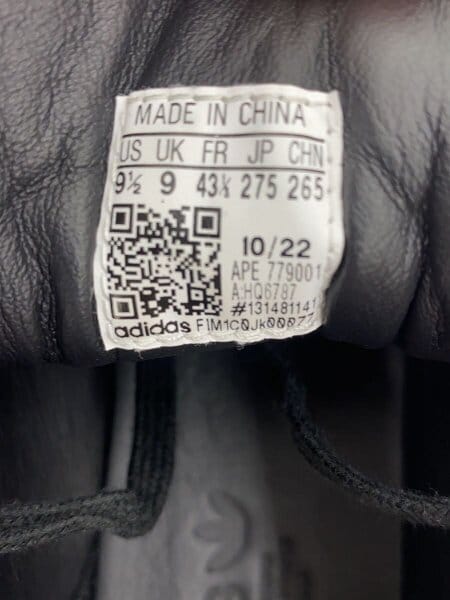 MADE IN CHINA
US UK FR JP CHN
9½ 9 43⅓ 275 265
10/22
APE 779001
A:HQ6787
#131481141
adidas FIM1C0JK00077